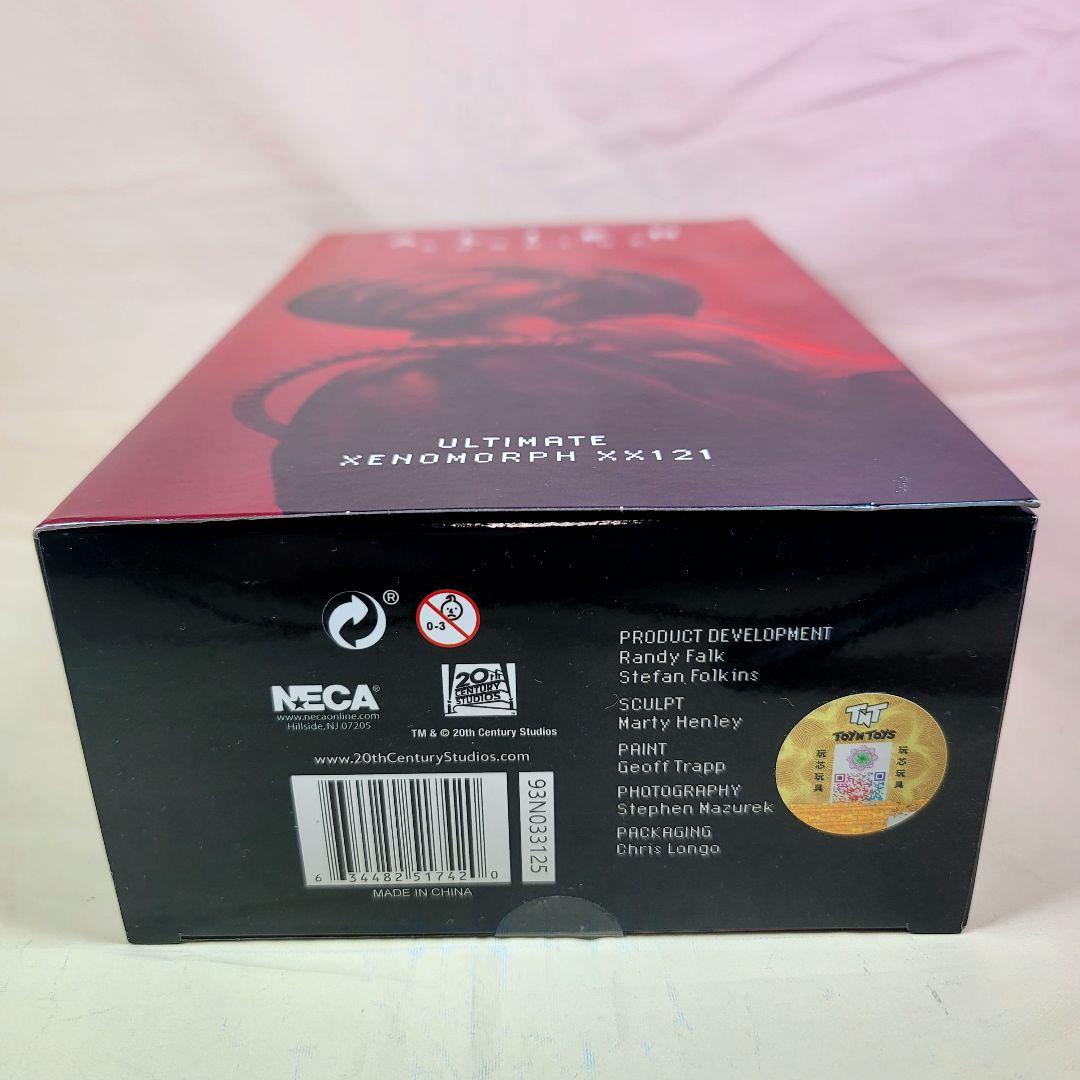 ALIEN
ULTIMATE
XENOMORPH XX121
®
0-3
NECA®
www.necaonline.com
Hillside, NJ 07205
20th
CENTURY
STUDIOS
TM & © 20th Century Studios
www.20thCenturyStudios.com
6 34482 51742 0
93N033125
MADE IN CHINA
PRODUCT DEVELOPMENT
Randy Falk
Stefan Folkins
SCULPT
Marty Henley
PAINT
Geoff Trapp
PHOTOGRAPHY
Stephen Mazurek
PACKAGING
Chris Longo
TNT
TOYNTOYS
玩芯玩具
玩芯玩具